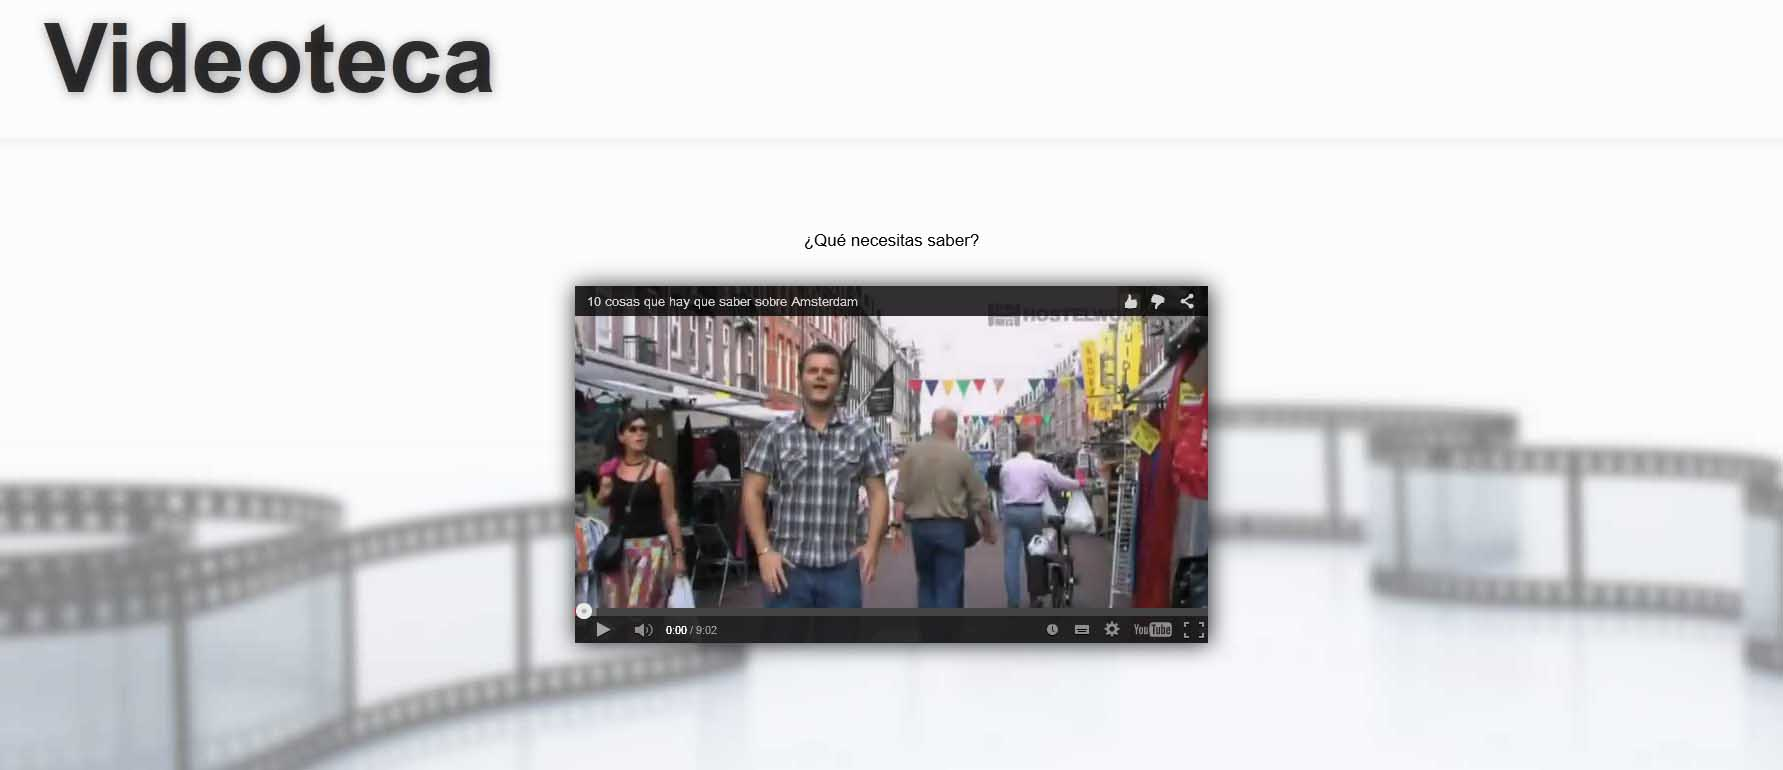 Videoteca
¿Qué necesitas saber?
10 cosas que hay que saber sobre Amsterdam
0:00 / 9:02
YouTube